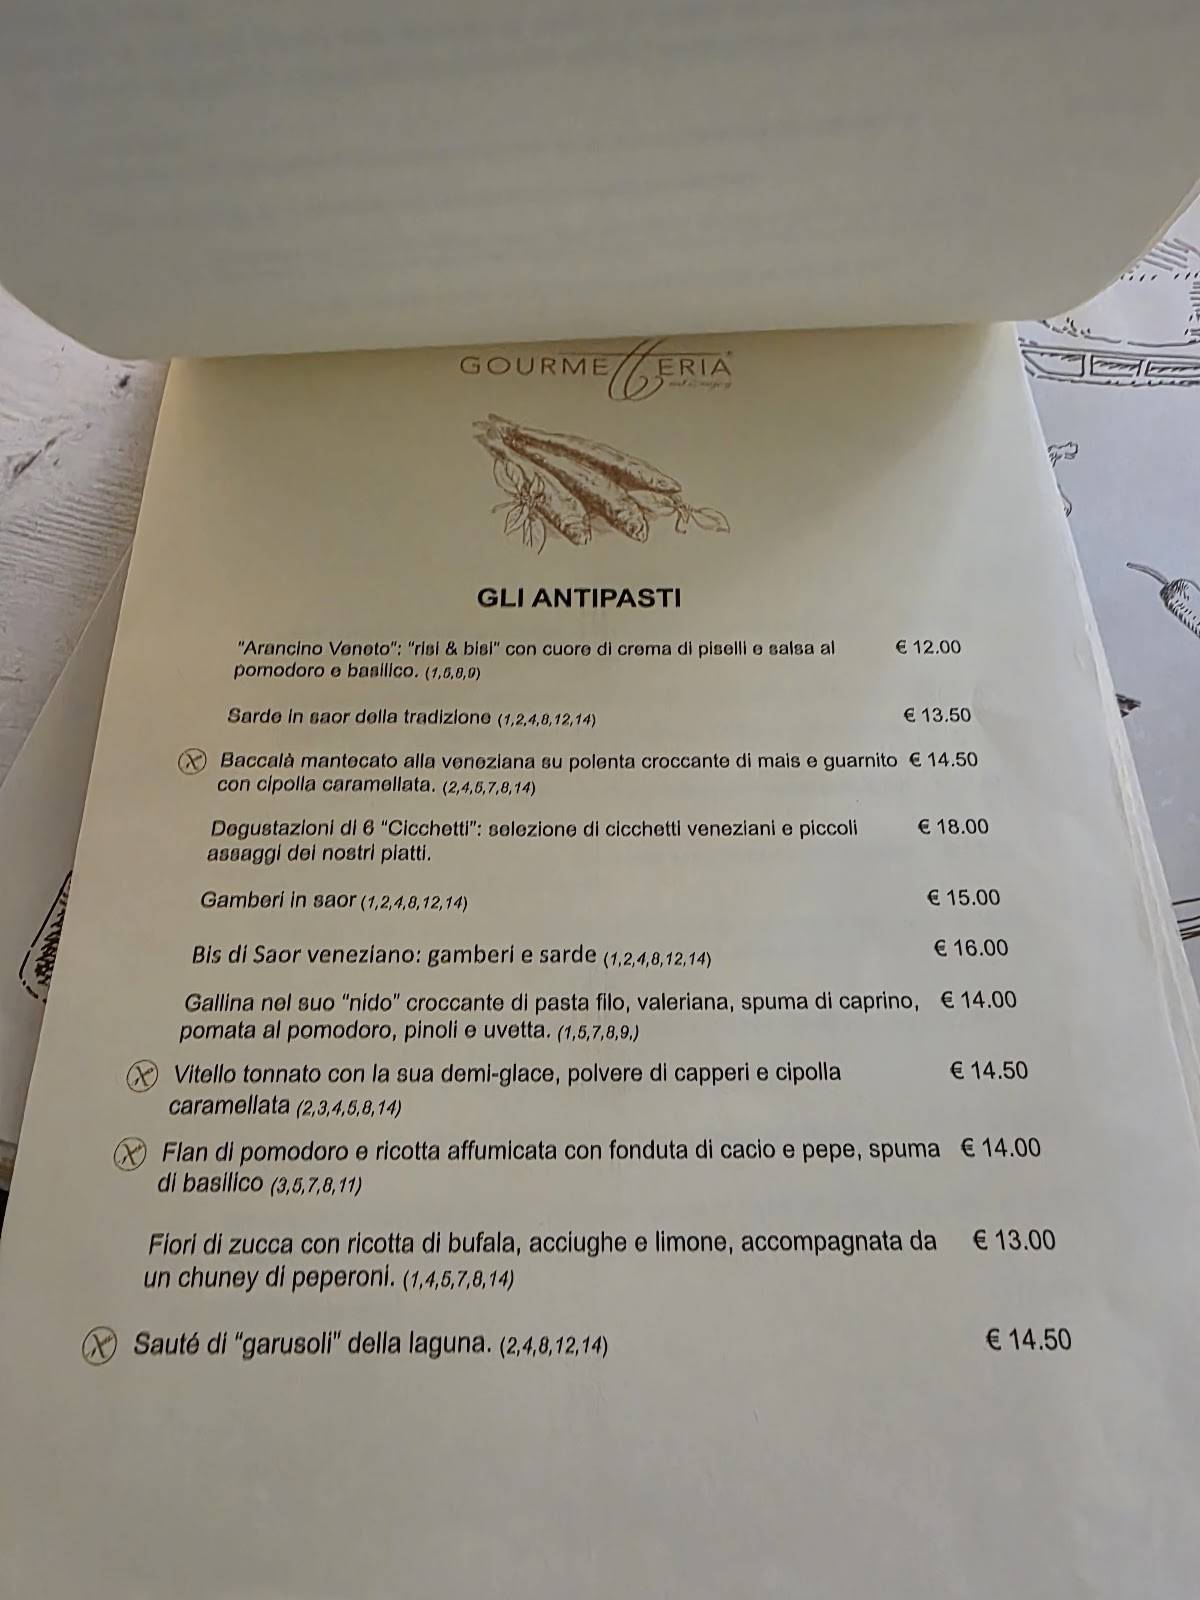 GOURMETTERIA
GLI ANTIPASTI
"Arancino Veneto": "risi & bisi" con cuore di crema di piselli e salsa al € 12.00
pomodoro e basilico. (1,5,8,9)
Sarde in saor della tradizione (1,2,4,8,12,14) € 13.50
Baccalà mantecato alla veneziana su polenta croccante di mais e guarnito € 14.50
con cipolla caramellata. (2,4,5,7,8,14)
Degustazioni di 6 "Cicchetti": selezione di cicchetti veneziani e piccoli € 18.00
assaggi dei nostri piatti.
Gamberi in saor (1,2,4,8,12,14) € 15.00
Bis di Saor veneziano: gamberi e sarde (1,2,4,8,12,14) € 16.00
Gallina nel suo "nido" croccante di pasta filo, valeriana, spuma di caprino, € 14.00
pomata al pomodoro, pinoli e uvetta. (1,5,7,8,9,)
Vitello tonnato con la sua demi-glace, polvere di capperi e cipolla € 14.50
caramellata (2,3,4,5,8,14)
Flan di pomodoro e ricotta affumicata con fonduta di cacio e pepe, spuma € 14.00
di basilico (3,5,7,8,11)
Fiori di zucca con ricotta di bufala, acciughe e limone, accompagnata da € 13.00
un chuney di peperoni. (1,4,5,7,8,14)
Sauté di "garusoli" della laguna. (2,4,8,12,14) € 14.50